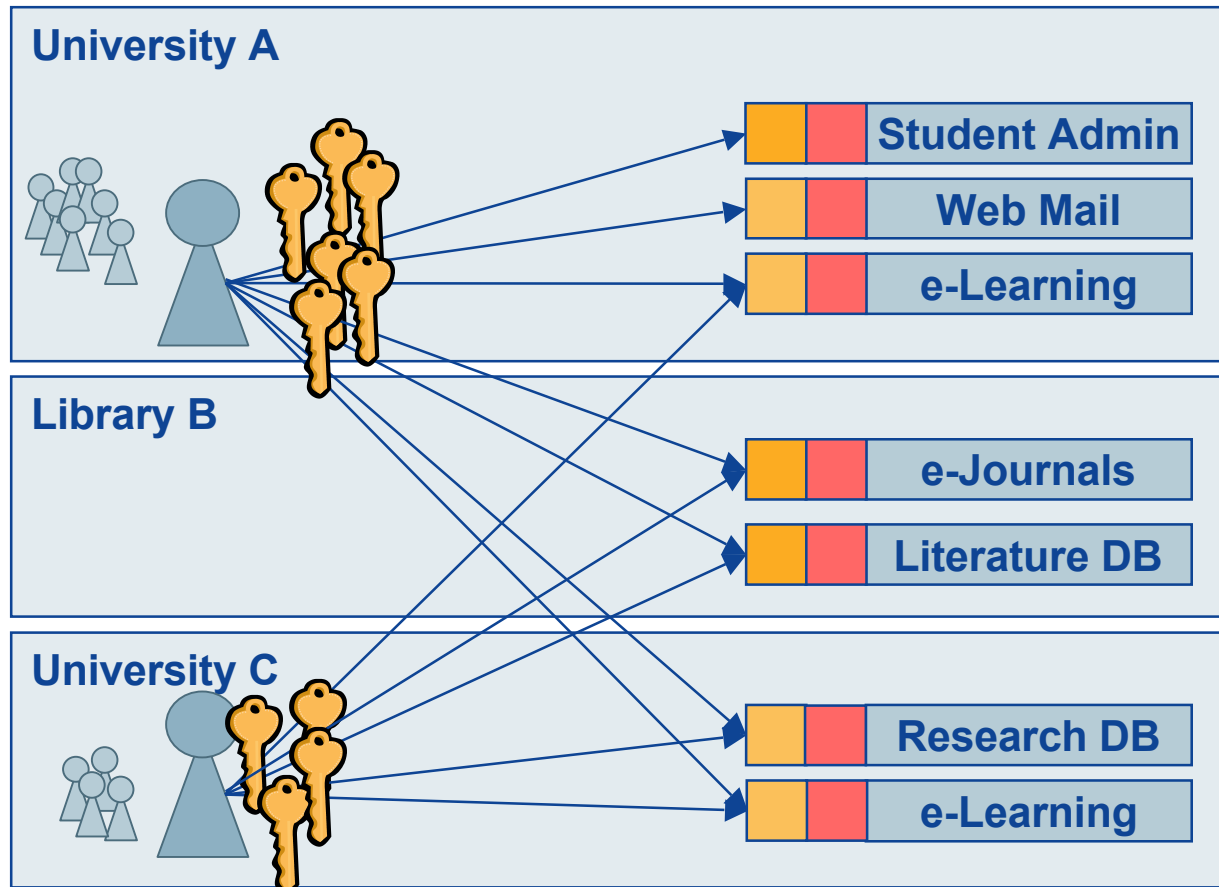 University A
Student Admin
Web Mail
e-Learning
Library B
e-Journals
Literature DB
University C
Research DB
e-Learning